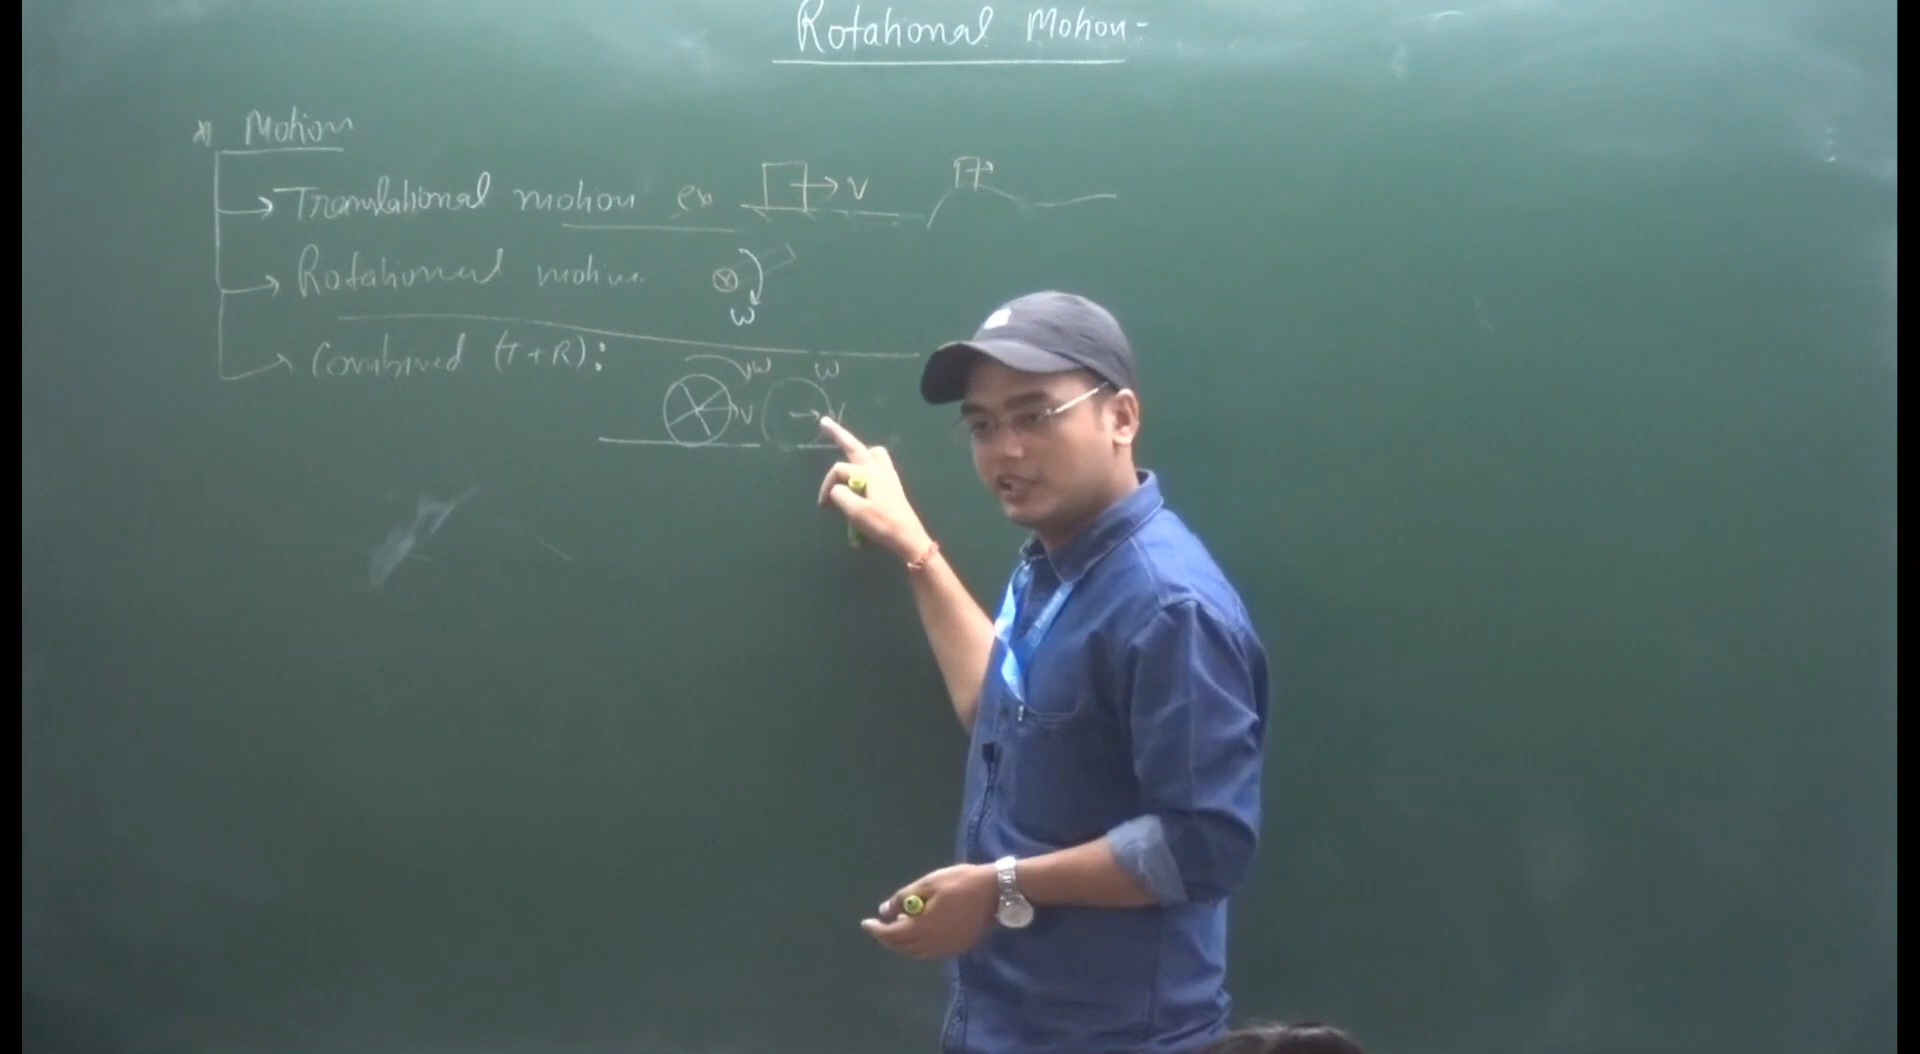 Rotational Motion:-
* Motion
→ Translational motion ex → V
→ Rotational motion
ω
→ Combined (T+R):
ω ω
V V